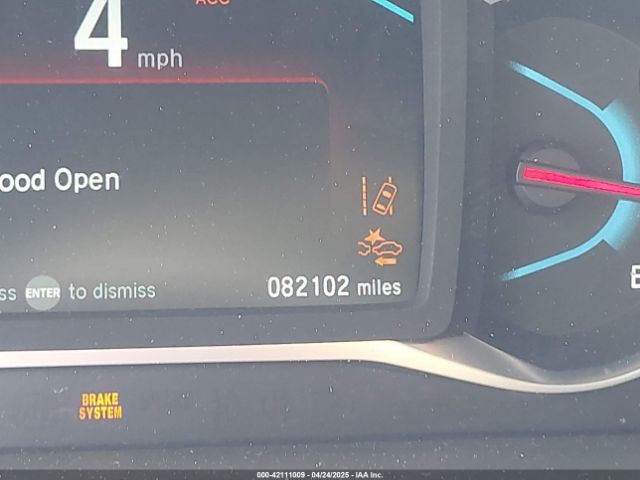 ACC
4 mph
ood Open
ss ENTER to dismiss
082102 miles
E
BRAKE
SYSTEM
000-42111009 - 04/24/2025 - IAA Inc.